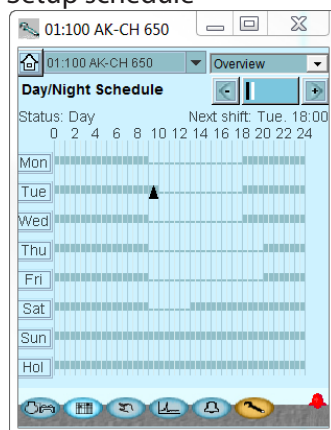 Setup schedule
01:100 AK-CH 650
01:100 AK-CH 650 Overview
Day/Night Schedule
Status: Day Next shift: Tue. 18:00
0 2 4 6 8 10 12 14 16 18 20 22 24
Mon
Tue
Wed
Thu
Fri
Sat
Sun
Hol